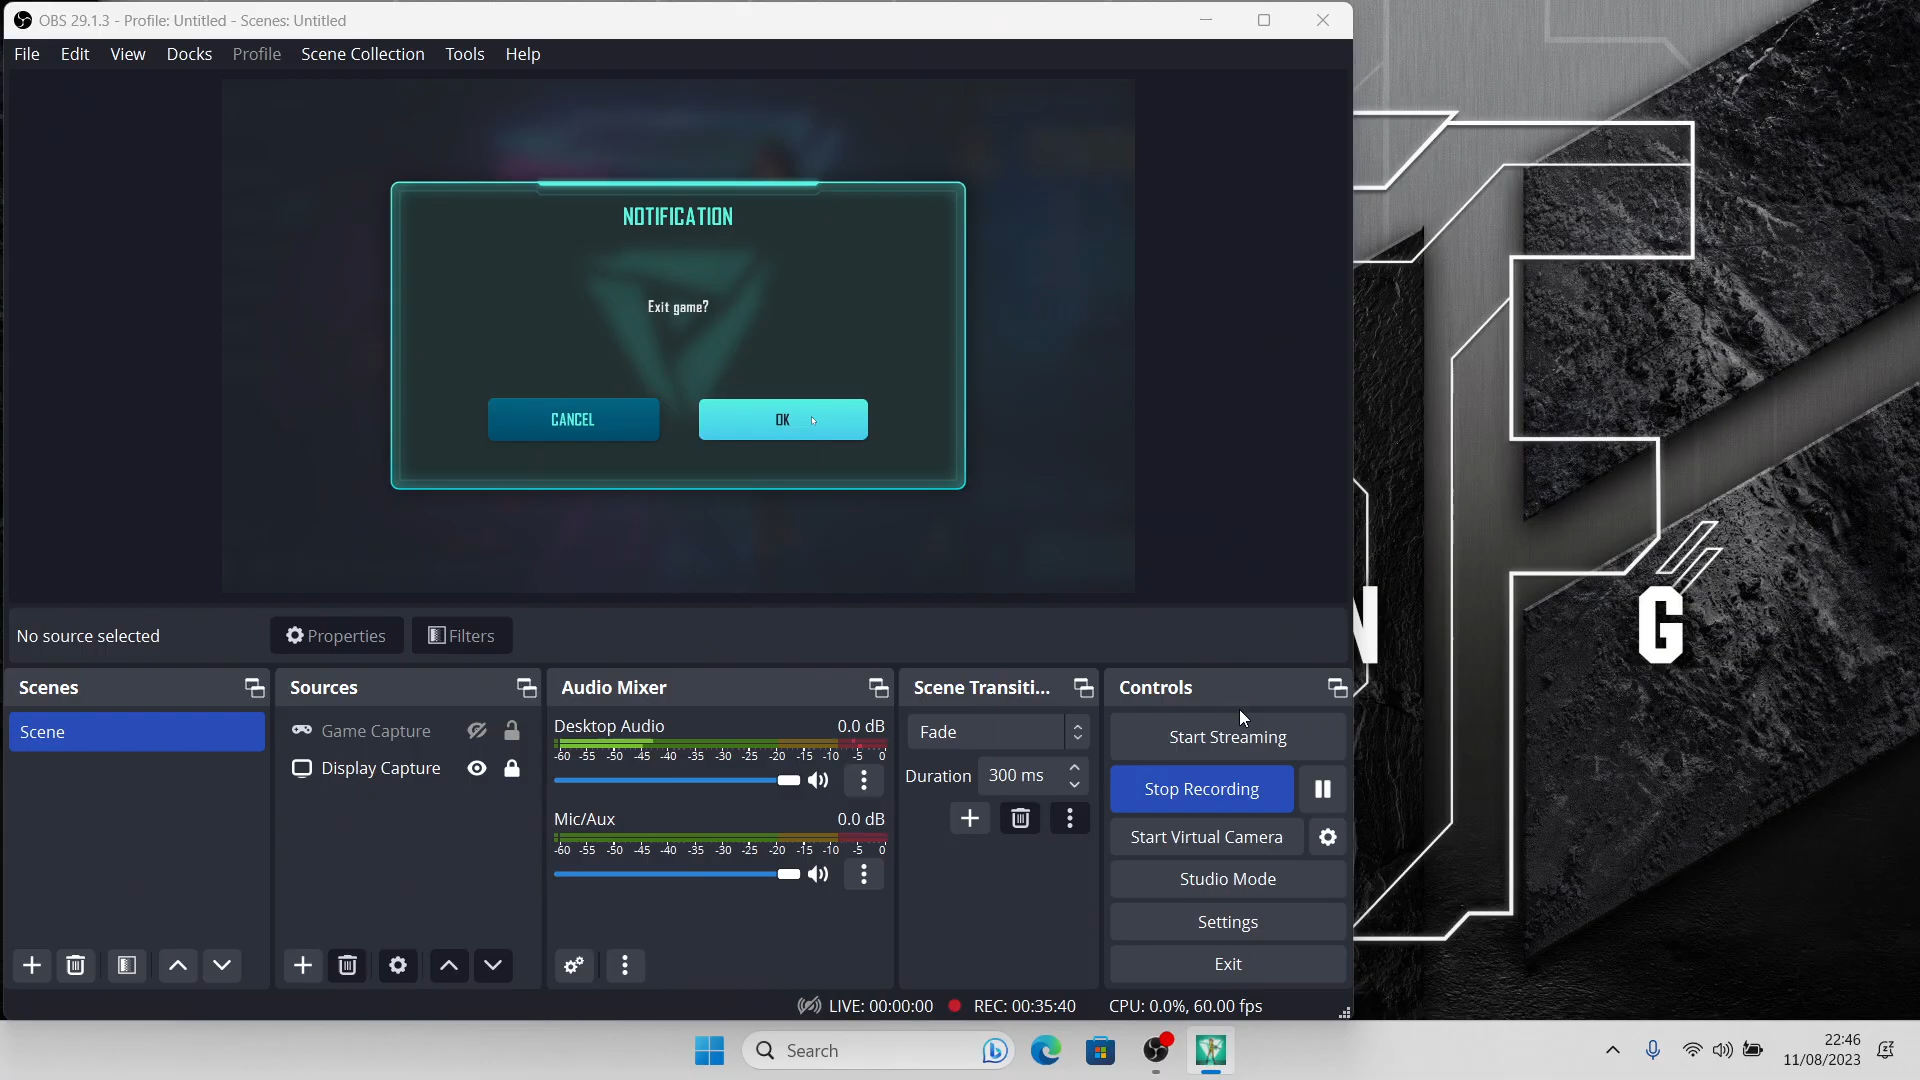 OBS 29.1.3 - Profile: Untitled - Scenes: Untitled
File Edit View Docks Profile Scene Collection Tools Help
NOTIFICATION
Exit game?
CANCEL OK
No source selected Properties Filters
Scenes
Scene
Sources
Game Capture
Display Capture
Audio Mixer
Desktop Audio 0.0 dB
-60 -55 -50 -45 -40 -35 -30 -25 -20 -15 -10 -5 0
Mic/Aux 0.0 dB
-60 -55 -50 -45 -40 -35 -30 -25 -20 -15 -10 -5 0
Scene Transiti...
Fade
Duration 300 ms
Controls
Start Streaming
Stop Recording
Start Virtual Camera
Studio Mode
Settings
Exit
LIVE: 00:00:00 REC: 00:35:40 CPU: 0.0%, 60.00 fps
N G
Search
22:46
11/08/2023